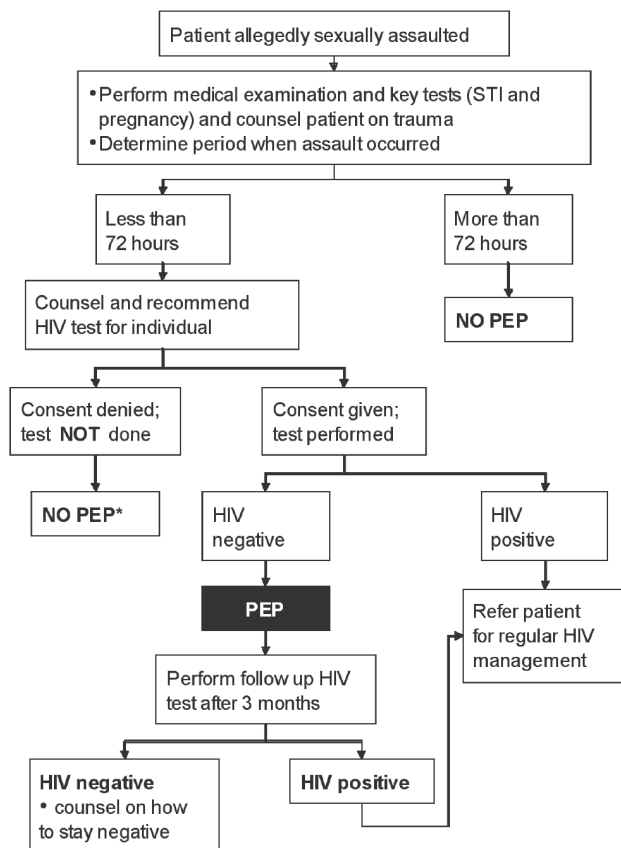 Patient allegedly sexually assaulted
• Perform medical examination and key tests (STI and
pregnancy) and counsel patient on trauma
• Determine period when assault occurred
Less than
72 hours
More than
72 hours
Counsel and recommend
HIV test for individual
NO PEP
Consent denied;
test NOT done
Consent given;
test performed
NO PEP*
HIV
negative
HIV
positive
PEP
Refer patient
for regular HIV
management
Perform follow up HIV
test after 3 months
HIV negative
• counsel on how
to stay negative
HIV positive